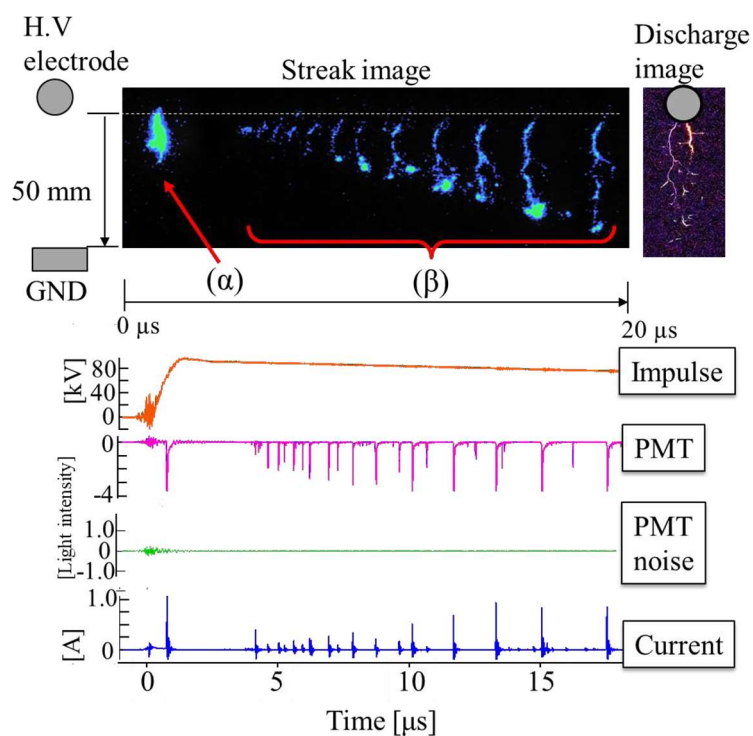 H.V
electrode
Streak image
Discharge
image
50 mm
GND
(α)
(β)
0 µs
20 µs
[kV]
80
40
0
Impulse
[Light intensity]
0
-4
PMT
1.0
0
-1.0
PMT
noise
[A]
1.0
0
Current
0
5
10
15
Time [µs]